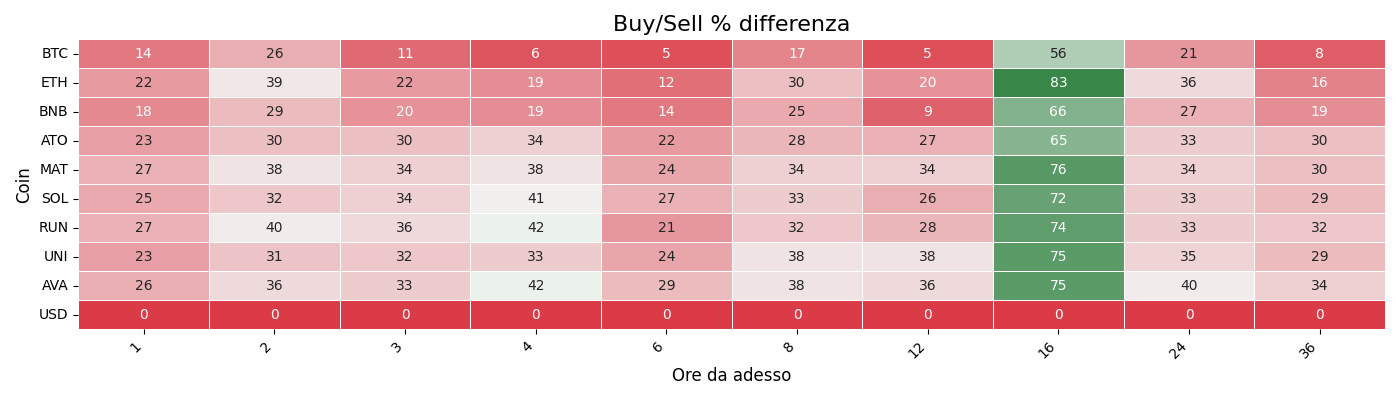 Buy/Sell % differenza
Coin
BTC 14 26 11 6 5 17 5 56 21 8
ETH 22 39 22 19 12 30 20 83 36 16
BNB 18 29 20 19 14 25 9 66 27 19
ATO 23 30 30 34 22 28 27 65 33 30
MAT 27 38 34 38 24 34 34 76 34 30
SOL 25 32 34 41 27 33 26 72 33 29
RUN 27 40 36 42 21 32 28 74 33 32
UNI 23 31 32 33 24 38 38 75 35 29
AVA 26 36 33 42 29 38 36 75 40 34
USD 0 0 0 0 0 0 0 0 0 0
1 2 3 4 6 8 12 16 24 36
Ore da adesso